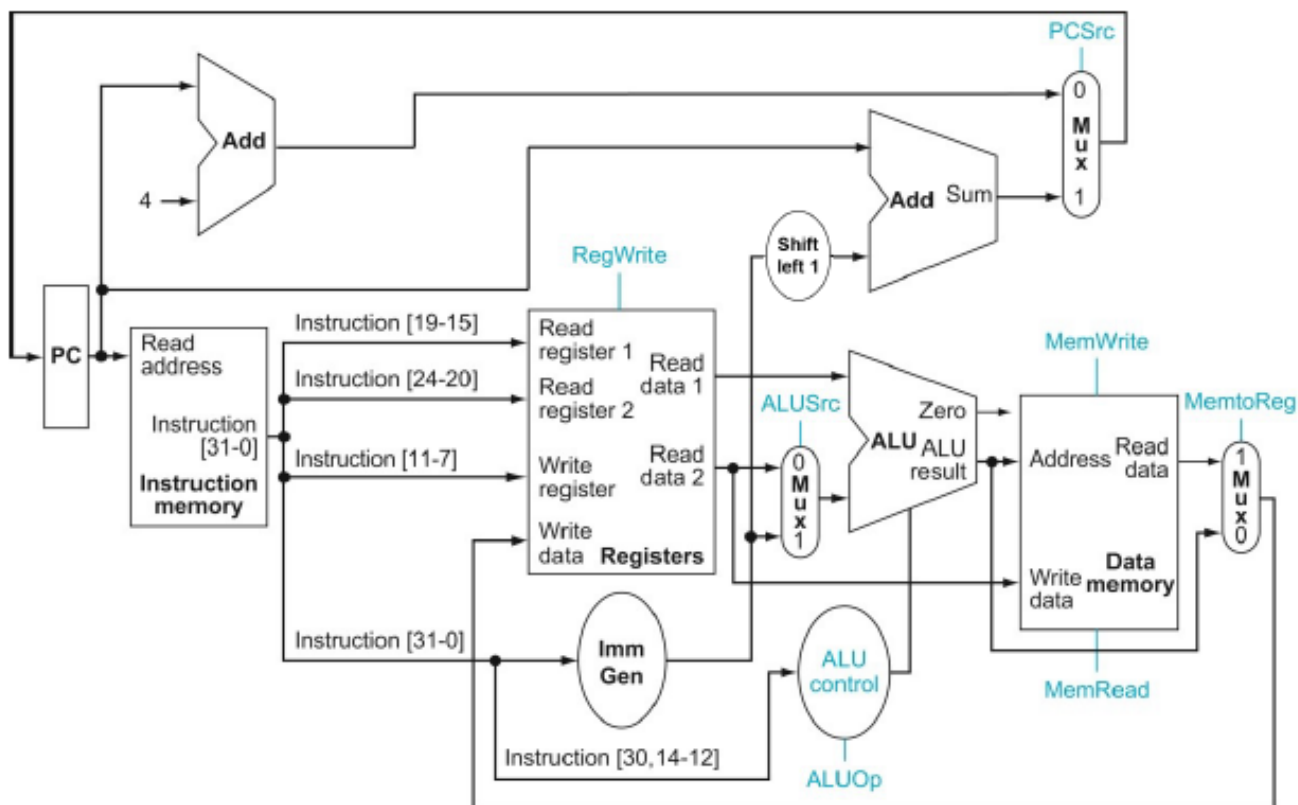 PCSrc
0
Mux
1
Add
4
Add
Sum
Shift
left 1
RegWrite
PC
Read
address
Instruction
[31-0]
Instruction
memory
Instruction [19-15]
Instruction [24-20]
Instruction [11-7]
Instruction [31-0]
Instruction [30,14-12]
Read
register 1
Read
register 2
Write
register
Write
data
Read
data 1
Read
data 2
Registers
Imm
Gen
ALUSrc
0
Mux
1
Zero
ALU
ALU
result
ALU
control
ALUOp
MemWrite
Address
Read
data
Write
data
Data
memory
MemRead
MemtoReg
1
Mux
0